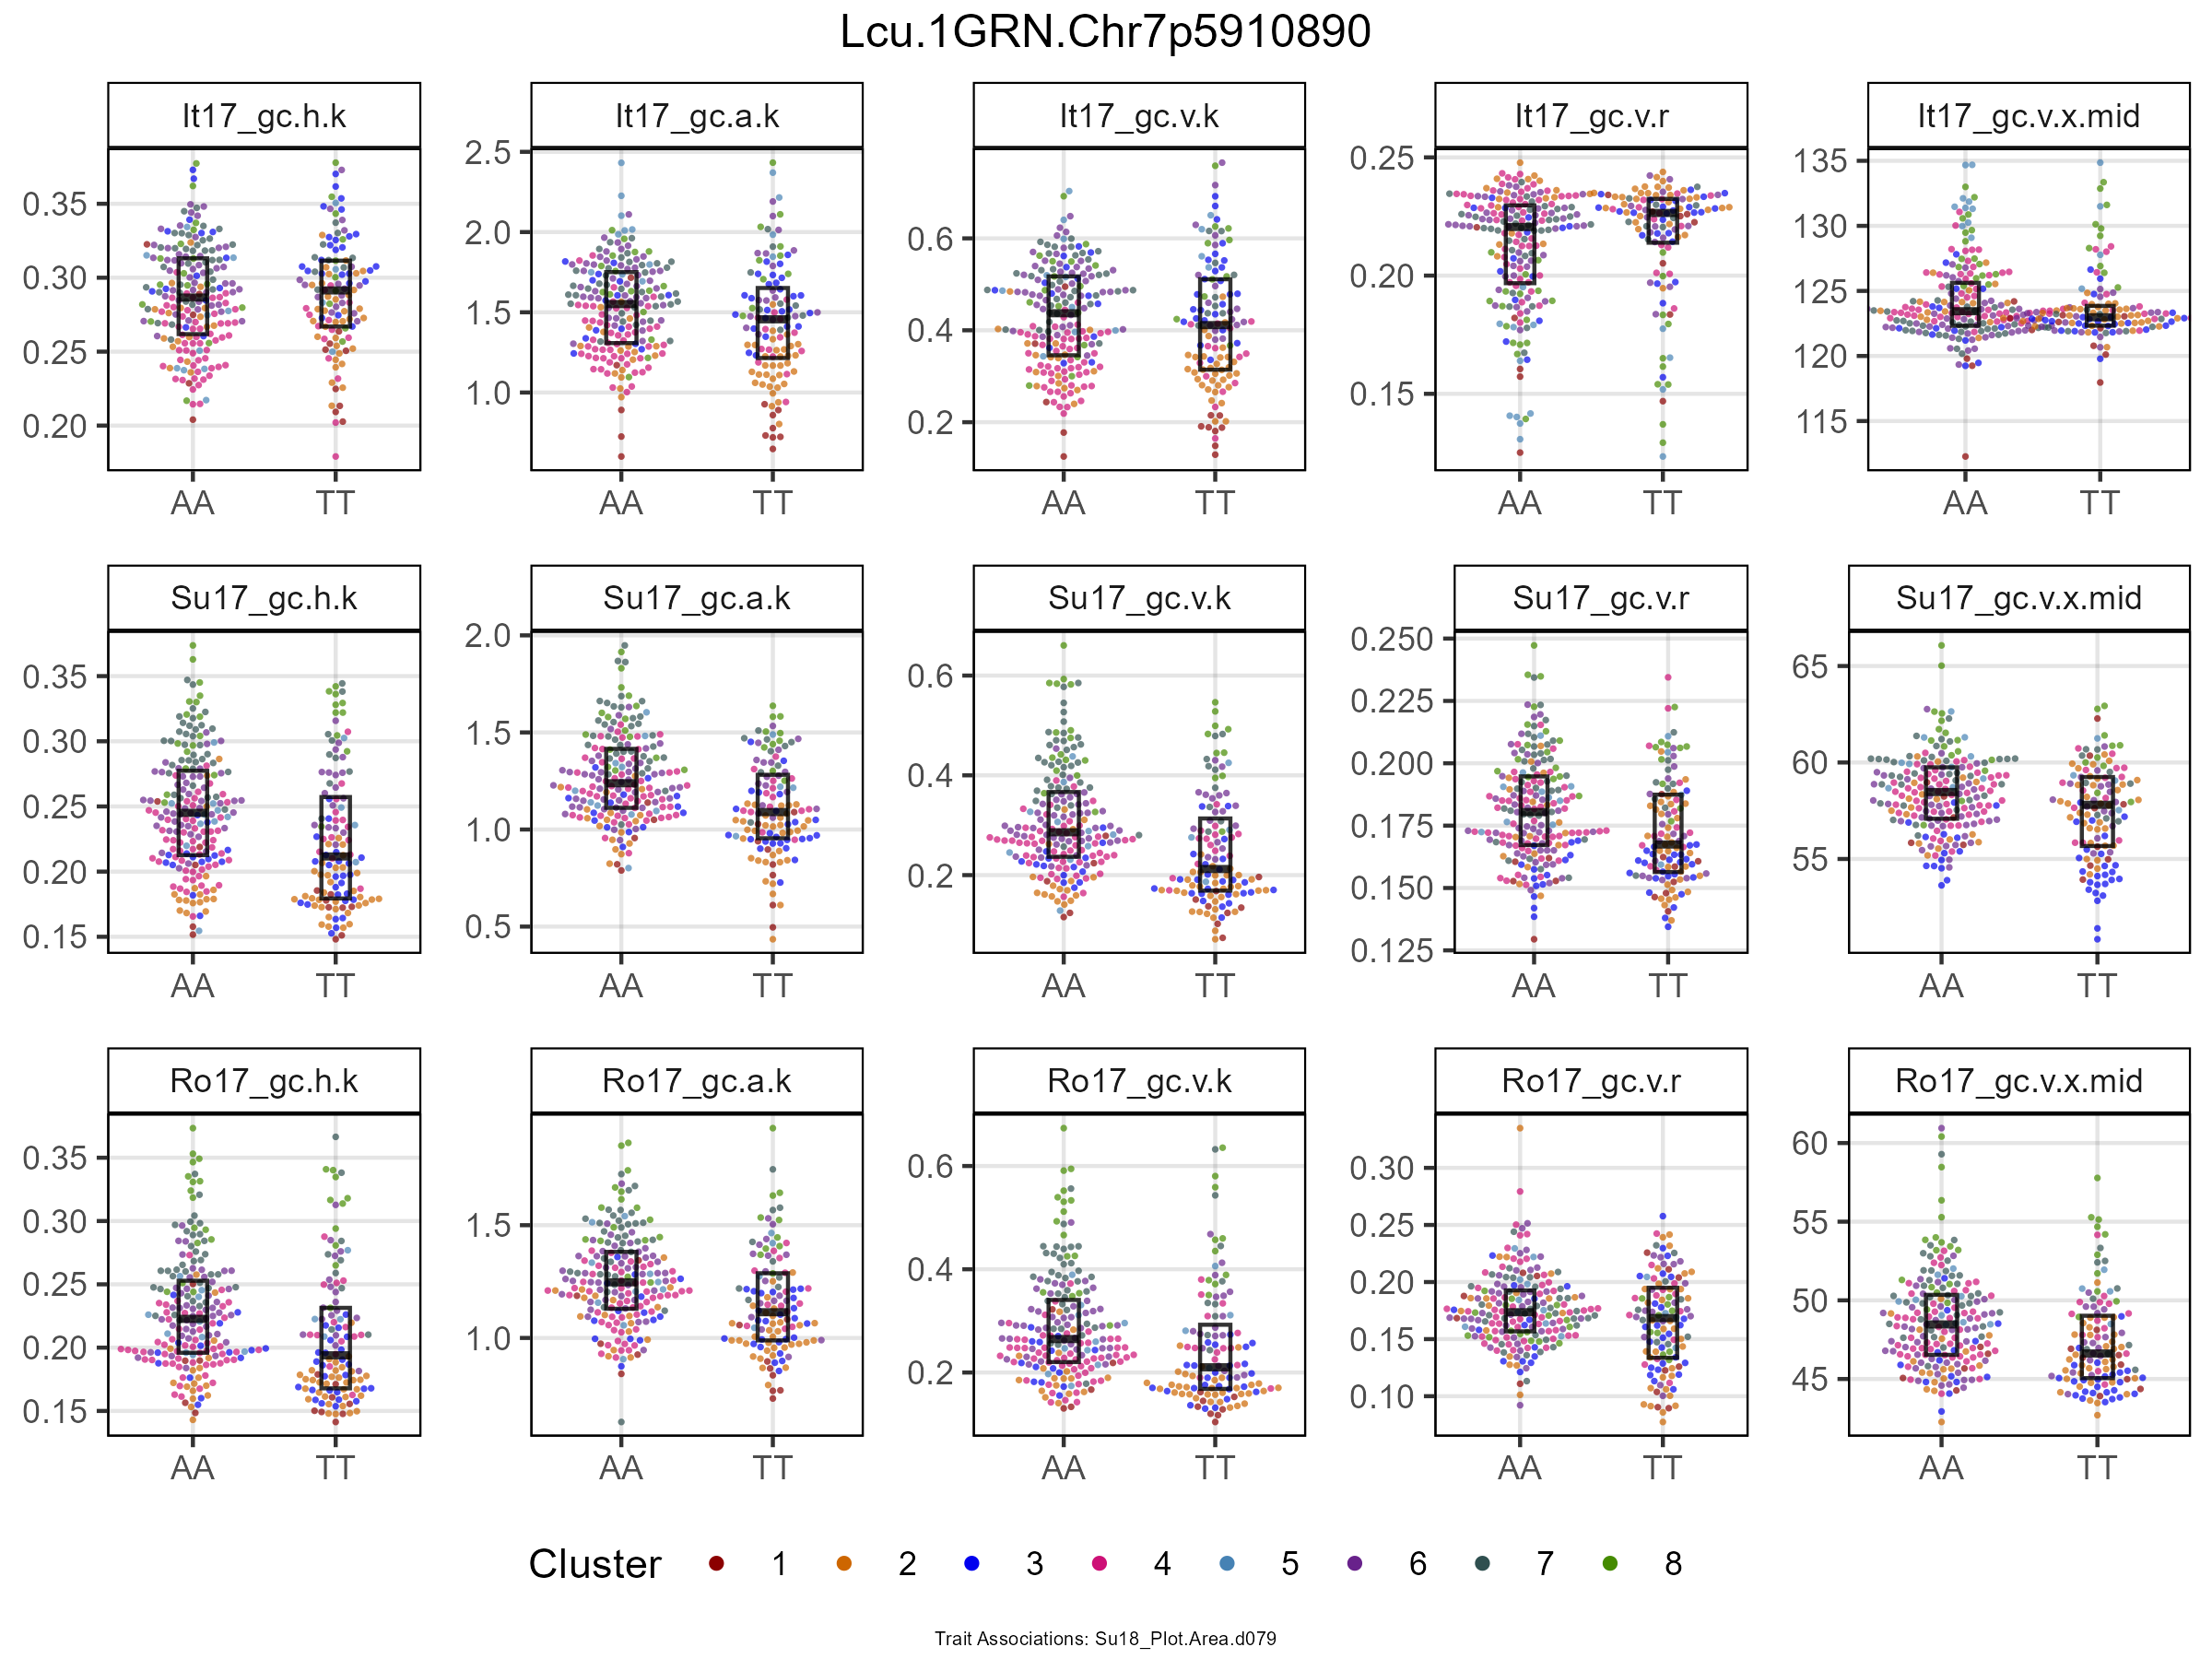 Lcu.1GRN.Chr7p5910890
It17_gc.h.k
It17_gc.a.k
It17_gc.v.k
It17_gc.v.r
It17_gc.v.x.mid
0.35
0.30
0.25
0.20
AA TT
2.5
2.0
1.5
1.0
AA TT
0.6
0.4
0.2
AA TT
0.25
0.20
0.15
AA TT
135
130
125
120
115
AA TT
Su17_gc.h.k
Su17_gc.a.k
Su17_gc.v.k
Su17_gc.v.r
Su17_gc.v.x.mid
0.35
0.30
0.25
0.20
0.15
AA TT
2.0
1.5
1.0
0.5
AA TT
0.6
0.4
0.2
AA TT
0.250
0.225
0.200
0.175
0.150
0.125
AA TT
65
60
55
AA TT
Ro17_gc.h.k
Ro17_gc.a.k
Ro17_gc.v.k
Ro17_gc.v.r
Ro17_gc.v.x.mid
0.35
0.30
0.25
0.20
0.15
AA TT
1.5
1.0
AA TT
0.6
0.4
0.2
AA TT
0.30
0.25
0.20
0.15
0.10
AA TT
60
55
50
45
AA TT
Cluster 1 2 3 4 5 6 7 8
Trait Associations: Su18_Plot.Area.d079